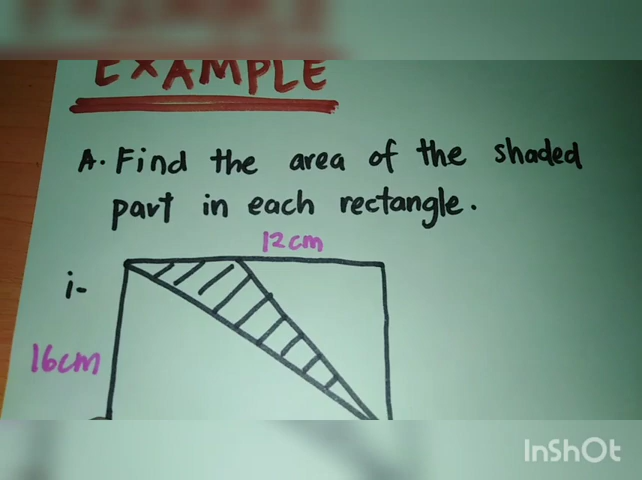 EXAMPLE
A. Find the area of the shaded
part in each rectangle.
12cm
i-
16cm
InShOt